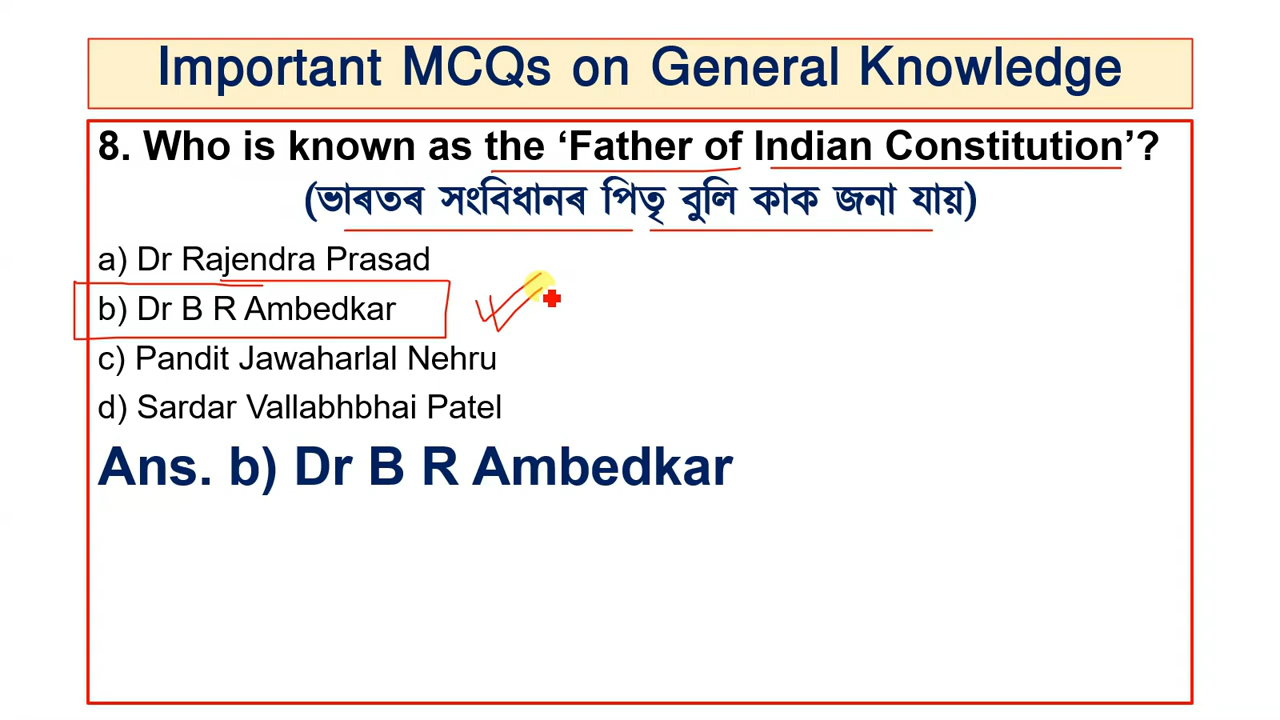 Important MCQs on General Knowledge
8. Who is known as the ‘Father of Indian Constitution’?
(ভাৰতৰ সংবিধানৰ পিতৃ বুলি কাক জনা যায়)
a) Dr Rajendra Prasad
b) Dr B R Ambedkar
c) Pandit Jawaharlal Nehru
d) Sardar Vallabhbhai Patel
Ans. b) Dr B R Ambedkar